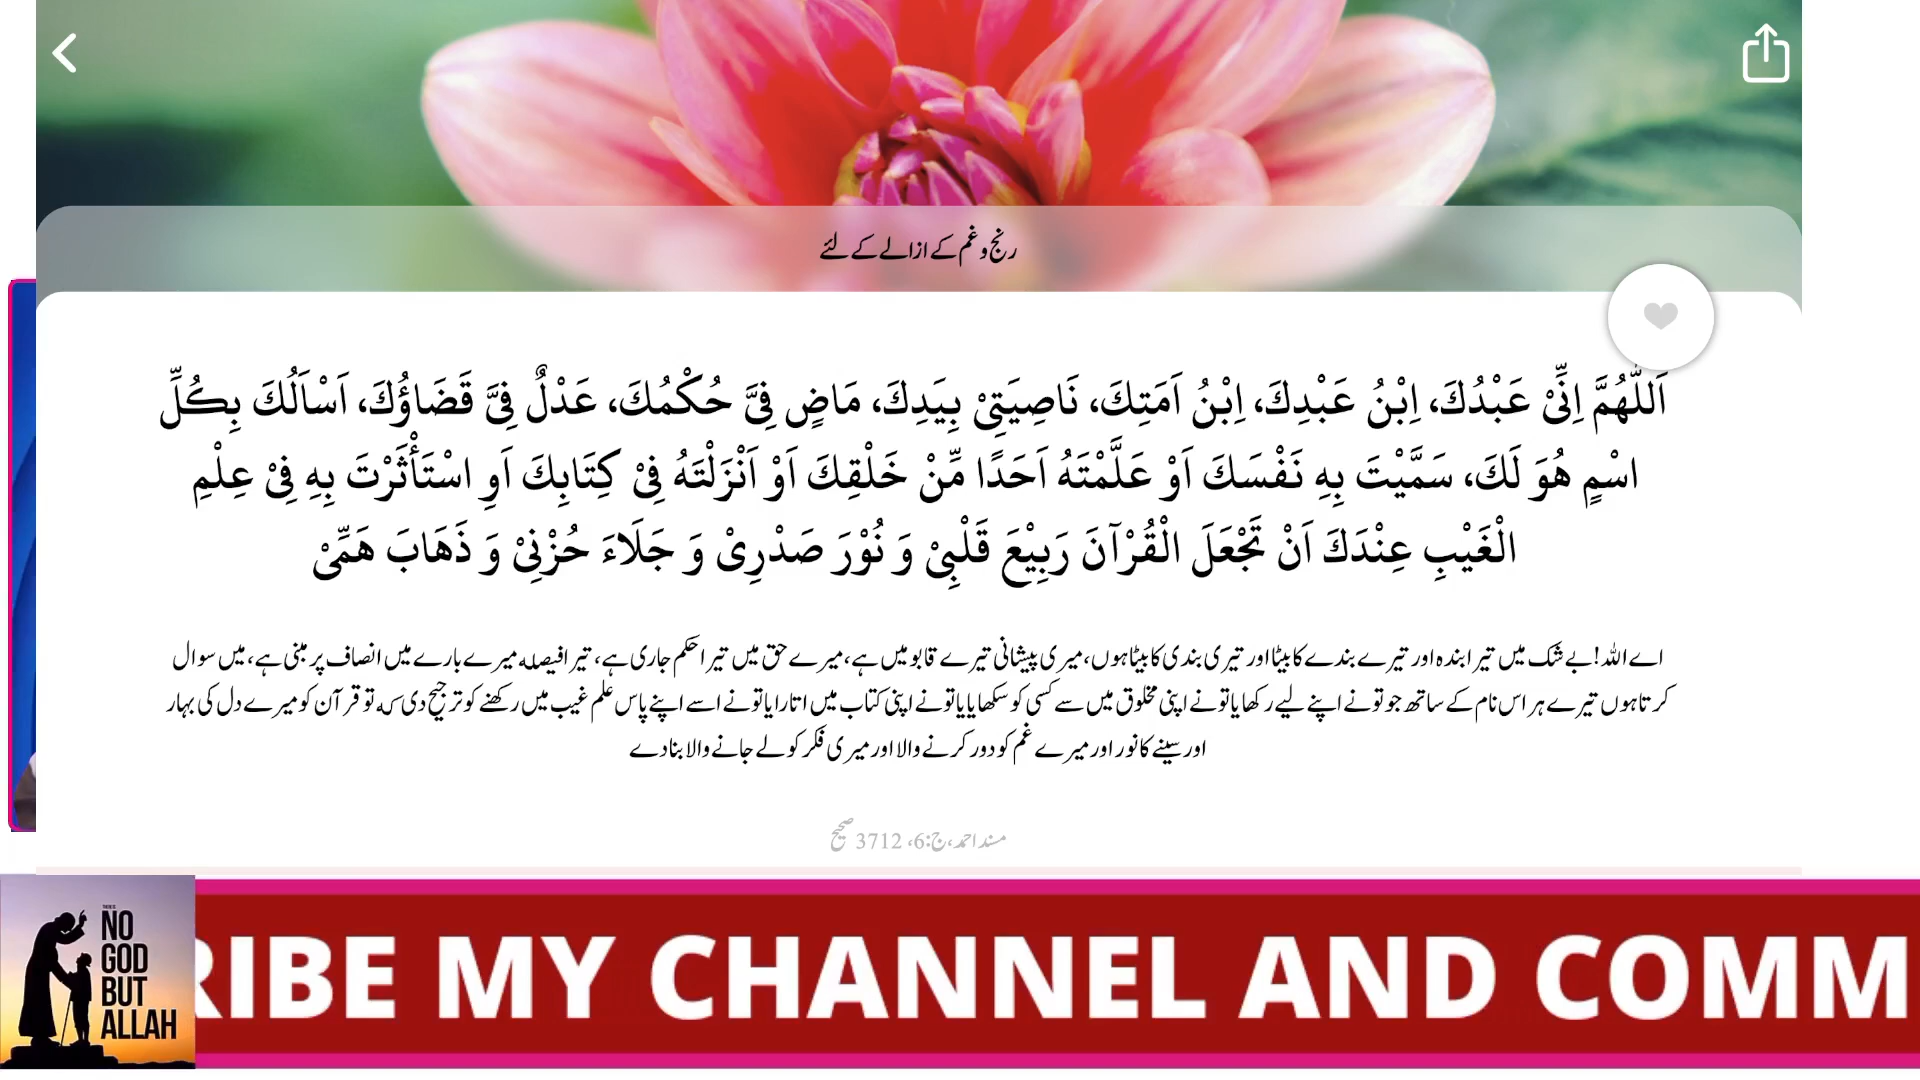 رنج و غم کے ازالے کے لئے
اَللّٰهُمَّ اِنِّیْ عَبْدُكَ، اِبْنُ عَبْدِكَ، اِبْنُ اَمَتِكَ، نَاصِیَتِیْ بِیَدِكَ، مَاضٍ فِیَّ حُكْمُكَ، عَدْلٌ فِیَّ قَضَاؤُكَ، اَسْاَلُكَ بِكُلِّ
اسْمٍ هُوَ لَكَ، سَمَّیْتَ بِهِ نَفْسَكَ اَوْ عَلَّمْتَهُ اَحَدًا مِّنْ خَلْقِكَ اَوْ اَنْزَلْتَهُ فِیْ كِتَابِكَ اَوِ اسْتَأْثَرْتَ بِهِ فِیْ عِلْمِ
الْغَیْبِ عِنْدَكَ اَنْ تَجْعَلَ الْقُرْآنَ رَبِیْعَ قَلْبِیْ وَ نُوْرَ صَدْرِیْ وَ جَلَاءَ حُزْنِیْ وَ ذَهَابَ هَمِّیْ
اے اللہ! بے شک میں تیرا بندہ اور تیرے بندے کا بیٹا اور تیری بندی کا بیٹا ہوں، میری پیشانی تیرے قابو میں ہے، میرے حق میں تیرا حکم جاری ہے، تیرا فیصلہ میرے بارے میں انصاف پر مبنی ہے، میں سوال
کرتا ہوں تیرے ہر اس نام کے ساتھ جو تو نے اپنے لیے رکھا یا تو نے اپنی مخلوق میں سے کسی کو سکھایا یا تو نے اپنی کتاب میں اتارا یا تو نے اسے اپنے پاس علم غیب میں رکھنے کو ترجیح دی کہ تو قرآن کو میرے دل کی بہار
اور سینے کا نور اور میرے غم کو دور کرنے والا اور میری فکر کو لے جانے والا بنا دے
مسند احمد، ج:6، 3712 صحیح
THERE IS
NO
GOD
BUT
ALLAH
RIBE MY CHANNEL AND COMM